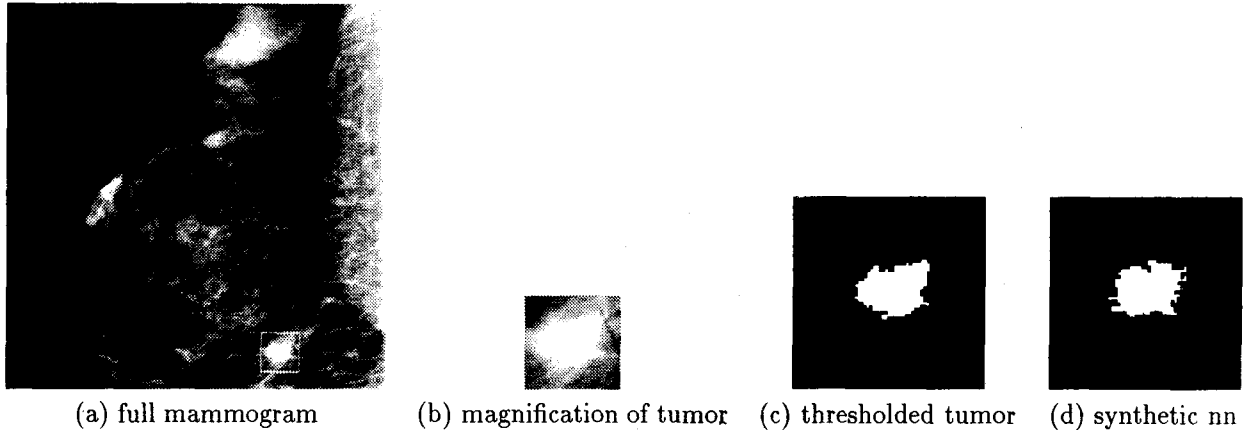 (a) full mammogram (b) magnification of tumor (c) thresholded tumor (d) synthetic nn